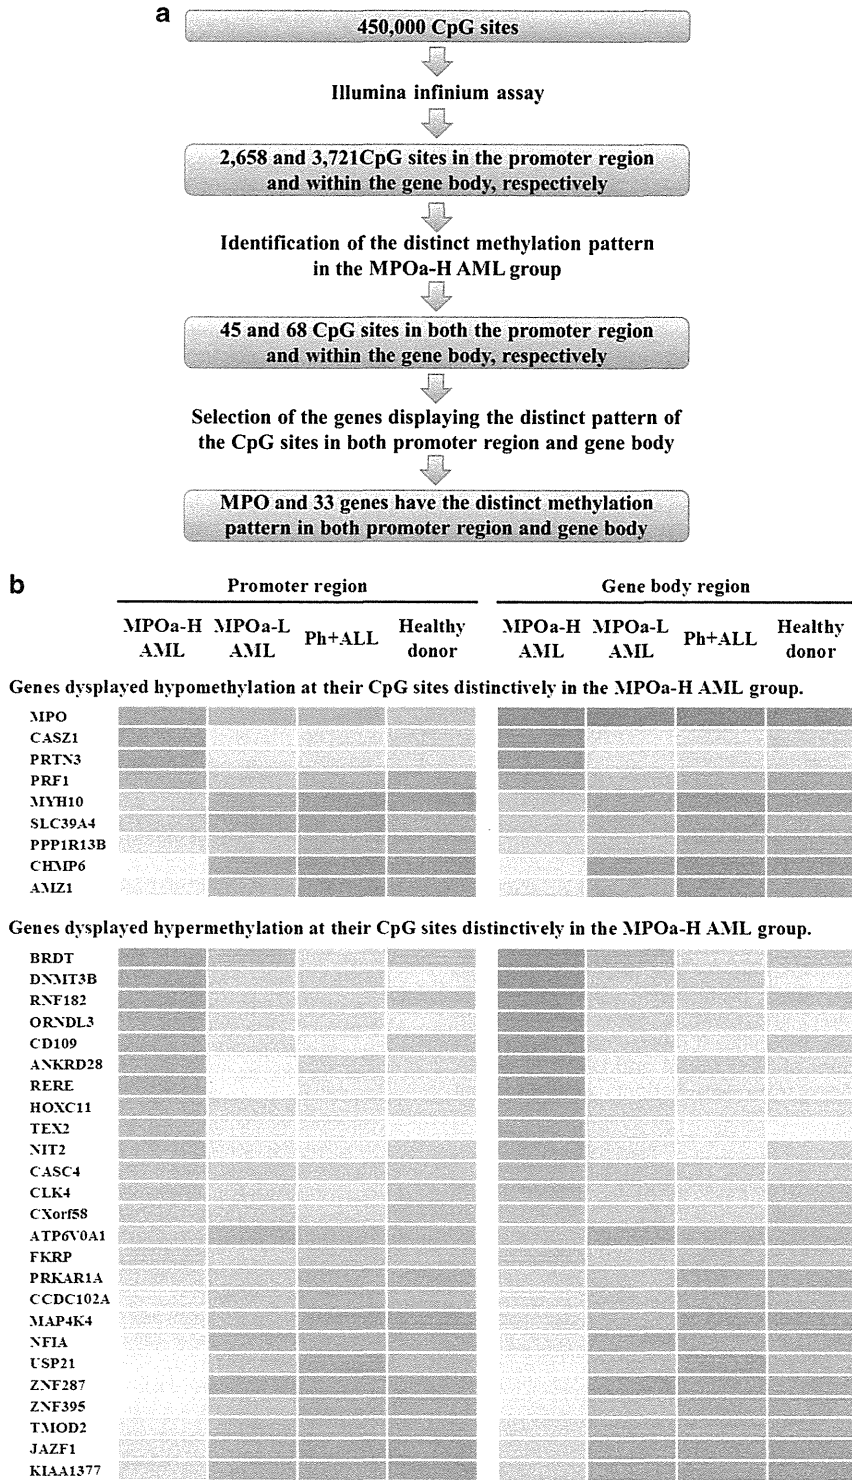 a
450,000 CpG sites
Illumina infinium assay
2,658 and 3,721CpG sites in the promoter region
and within the gene body, respectively
Identification of the distinct methylation pattern
in the MPOa-H AML group
45 and 68 CpG sites in both the promoter region
and within the gene body, respectively
Selection of the genes displaying the distinct pattern of
the CpG sites in both promoter region and gene body
MPO and 33 genes have the distinct methylation
pattern in both promoter region and gene body
b
Promoter region Gene body region
MPOa-H MPOa-L Ph+ALL Healthy MPOa-H MPOa-L Ph+ALL Healthy
AML AML donor AML AML donor
Genes dysplayed hypomethylation at their CpG sites distinctively in the MPOa-H AML group.
MPO
CASZ1
PRTN3
PRF1
MYH10
SLC39A4
PPP1R13B
CHMP6
AMZ1
Genes dysplayed hypermethylation at their CpG sites distinctively in the MPOa-H AML group.
BRDT
DNMT3B
RNF182
ORNDL3
CD109
ANKRD28
RERE
HOXC11
TEX2
NIT2
CASC4
CLK4
CXorf58
ATP6V0A1
FKRP
PRKAR1A
CCDC102A
MAP4K4
NFIA
USP21
ZNF287
ZNF395
TMOD2
JAZF1
KIAA1377